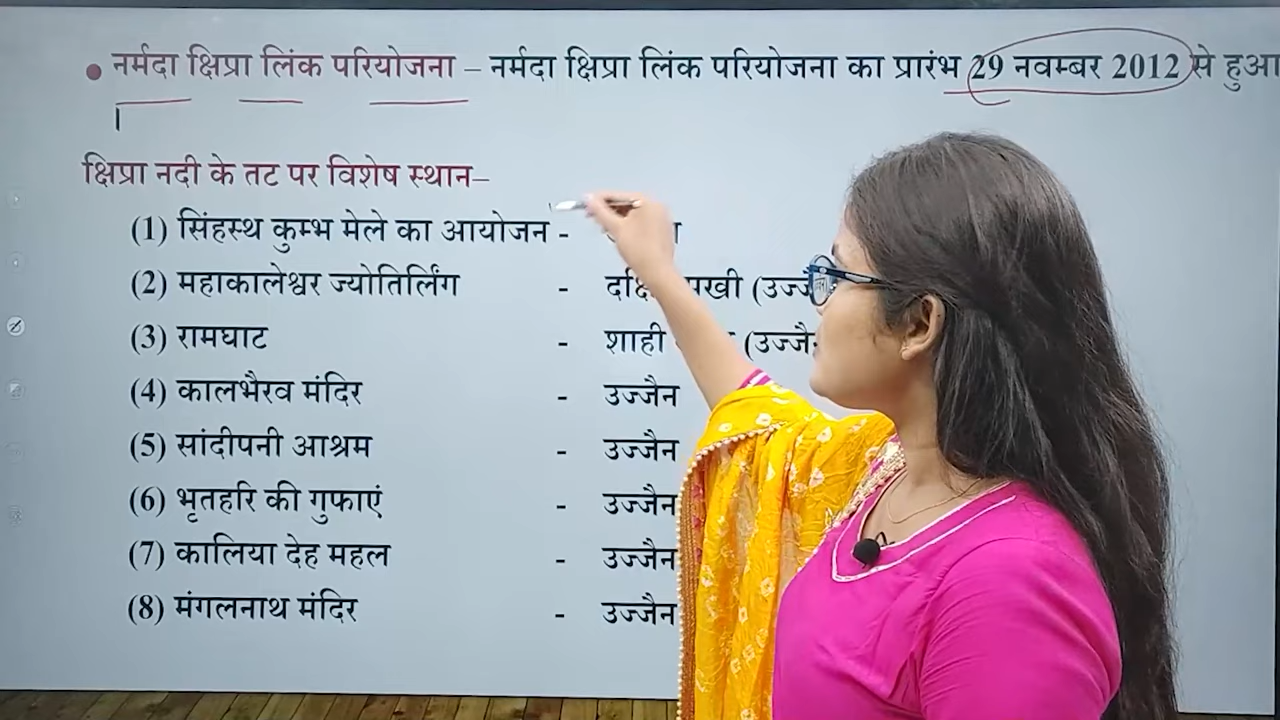 • नर्मदा क्षिप्रा लिंक परियोजना – नर्मदा क्षिप्रा लिंक परियोजना का प्रारंभ 29 नवम्बर 2012 से हुआ
क्षिप्रा नदी के तट पर विशेष स्थान–
(1) सिंहस्थ कुम्भ मेले का आयोजन -
(2) महाकालेश्वर ज्योतिर्लिंग -
(3) रामघाट - शाही
(4) कालभैरव मंदिर - उज्जैन
(5) सांदीपनी आश्रम - उज्जैन
(6) भृतहरि की गुफाएं - उज्जैन
(7) कालिया देह महल - उज्जैन
(8) मंगलनाथ मंदिर - उज्जैन